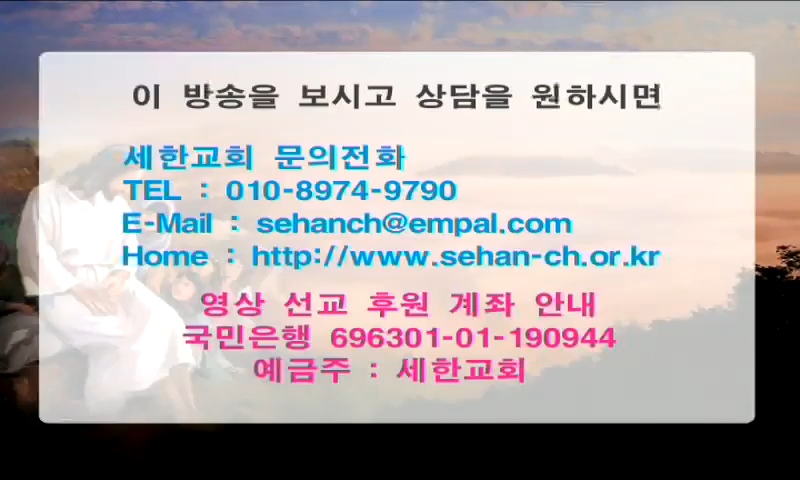 이 방송을 보시고 상담을 원하시면
세한교회 문의전화
TEL : 010-8974-9790
E-Mail : sehanch@empal.com
Home : http://www.sehan-ch.or.kr
영상 선교 후원 계좌 안내
국민은행 696301-01-190944
예금주 : 세한교회